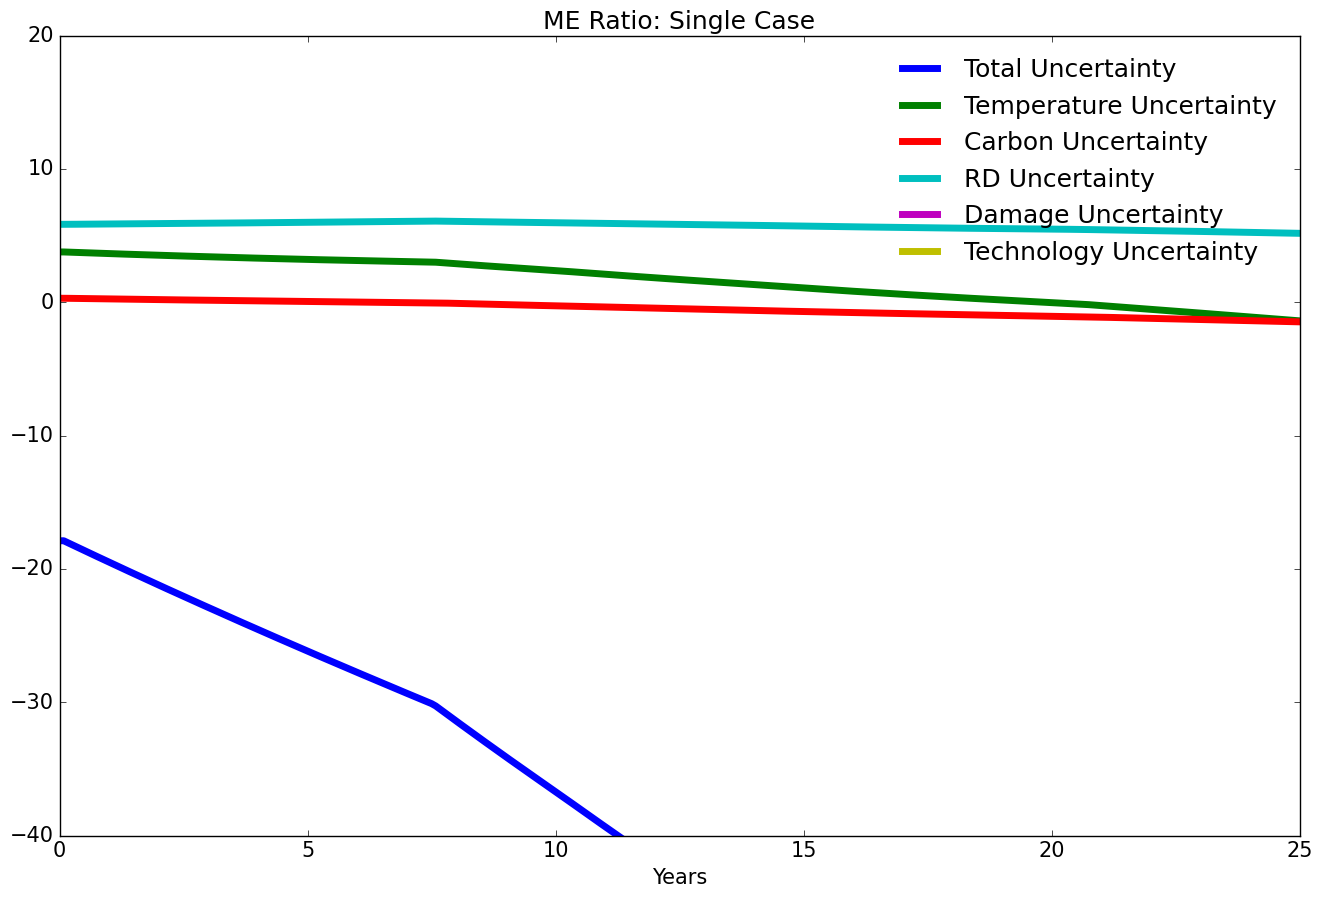 ME Ratio: Single Case
20
10
0
−10
−20
−30
−40
Total Uncertainty
Temperature Uncertainty
Carbon Uncertainty
RD Uncertainty
Damage Uncertainty
Technology Uncertainty
0 5 10 15 20 25
Years